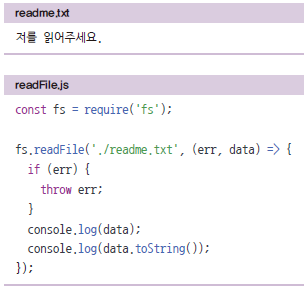 readme.txt
저를 읽어주세요.
readFile.js
const fs = require('fs');
fs.readFile('./readme.txt', (err, data) => {
if (err) {
throw err;
}
console.log(data);
console.log(data.toString());
});